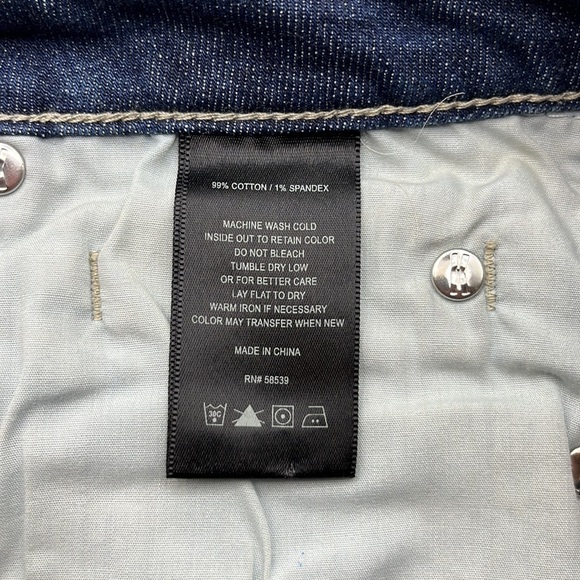 99% COTTON / 1% SPANDEX
MACHINE WASH COLD
INSIDE OUT TO RETAIN COLOR
DO NOT BLEACH
TUMBLE DRY LOW
OR FOR BETTER CARE
LAY FLAT TO DRY
WARM IRON IF NECESSARY
COLOR MAY TRANSFER WHEN NEW
MADE IN CHINA
RN# 58539
30C